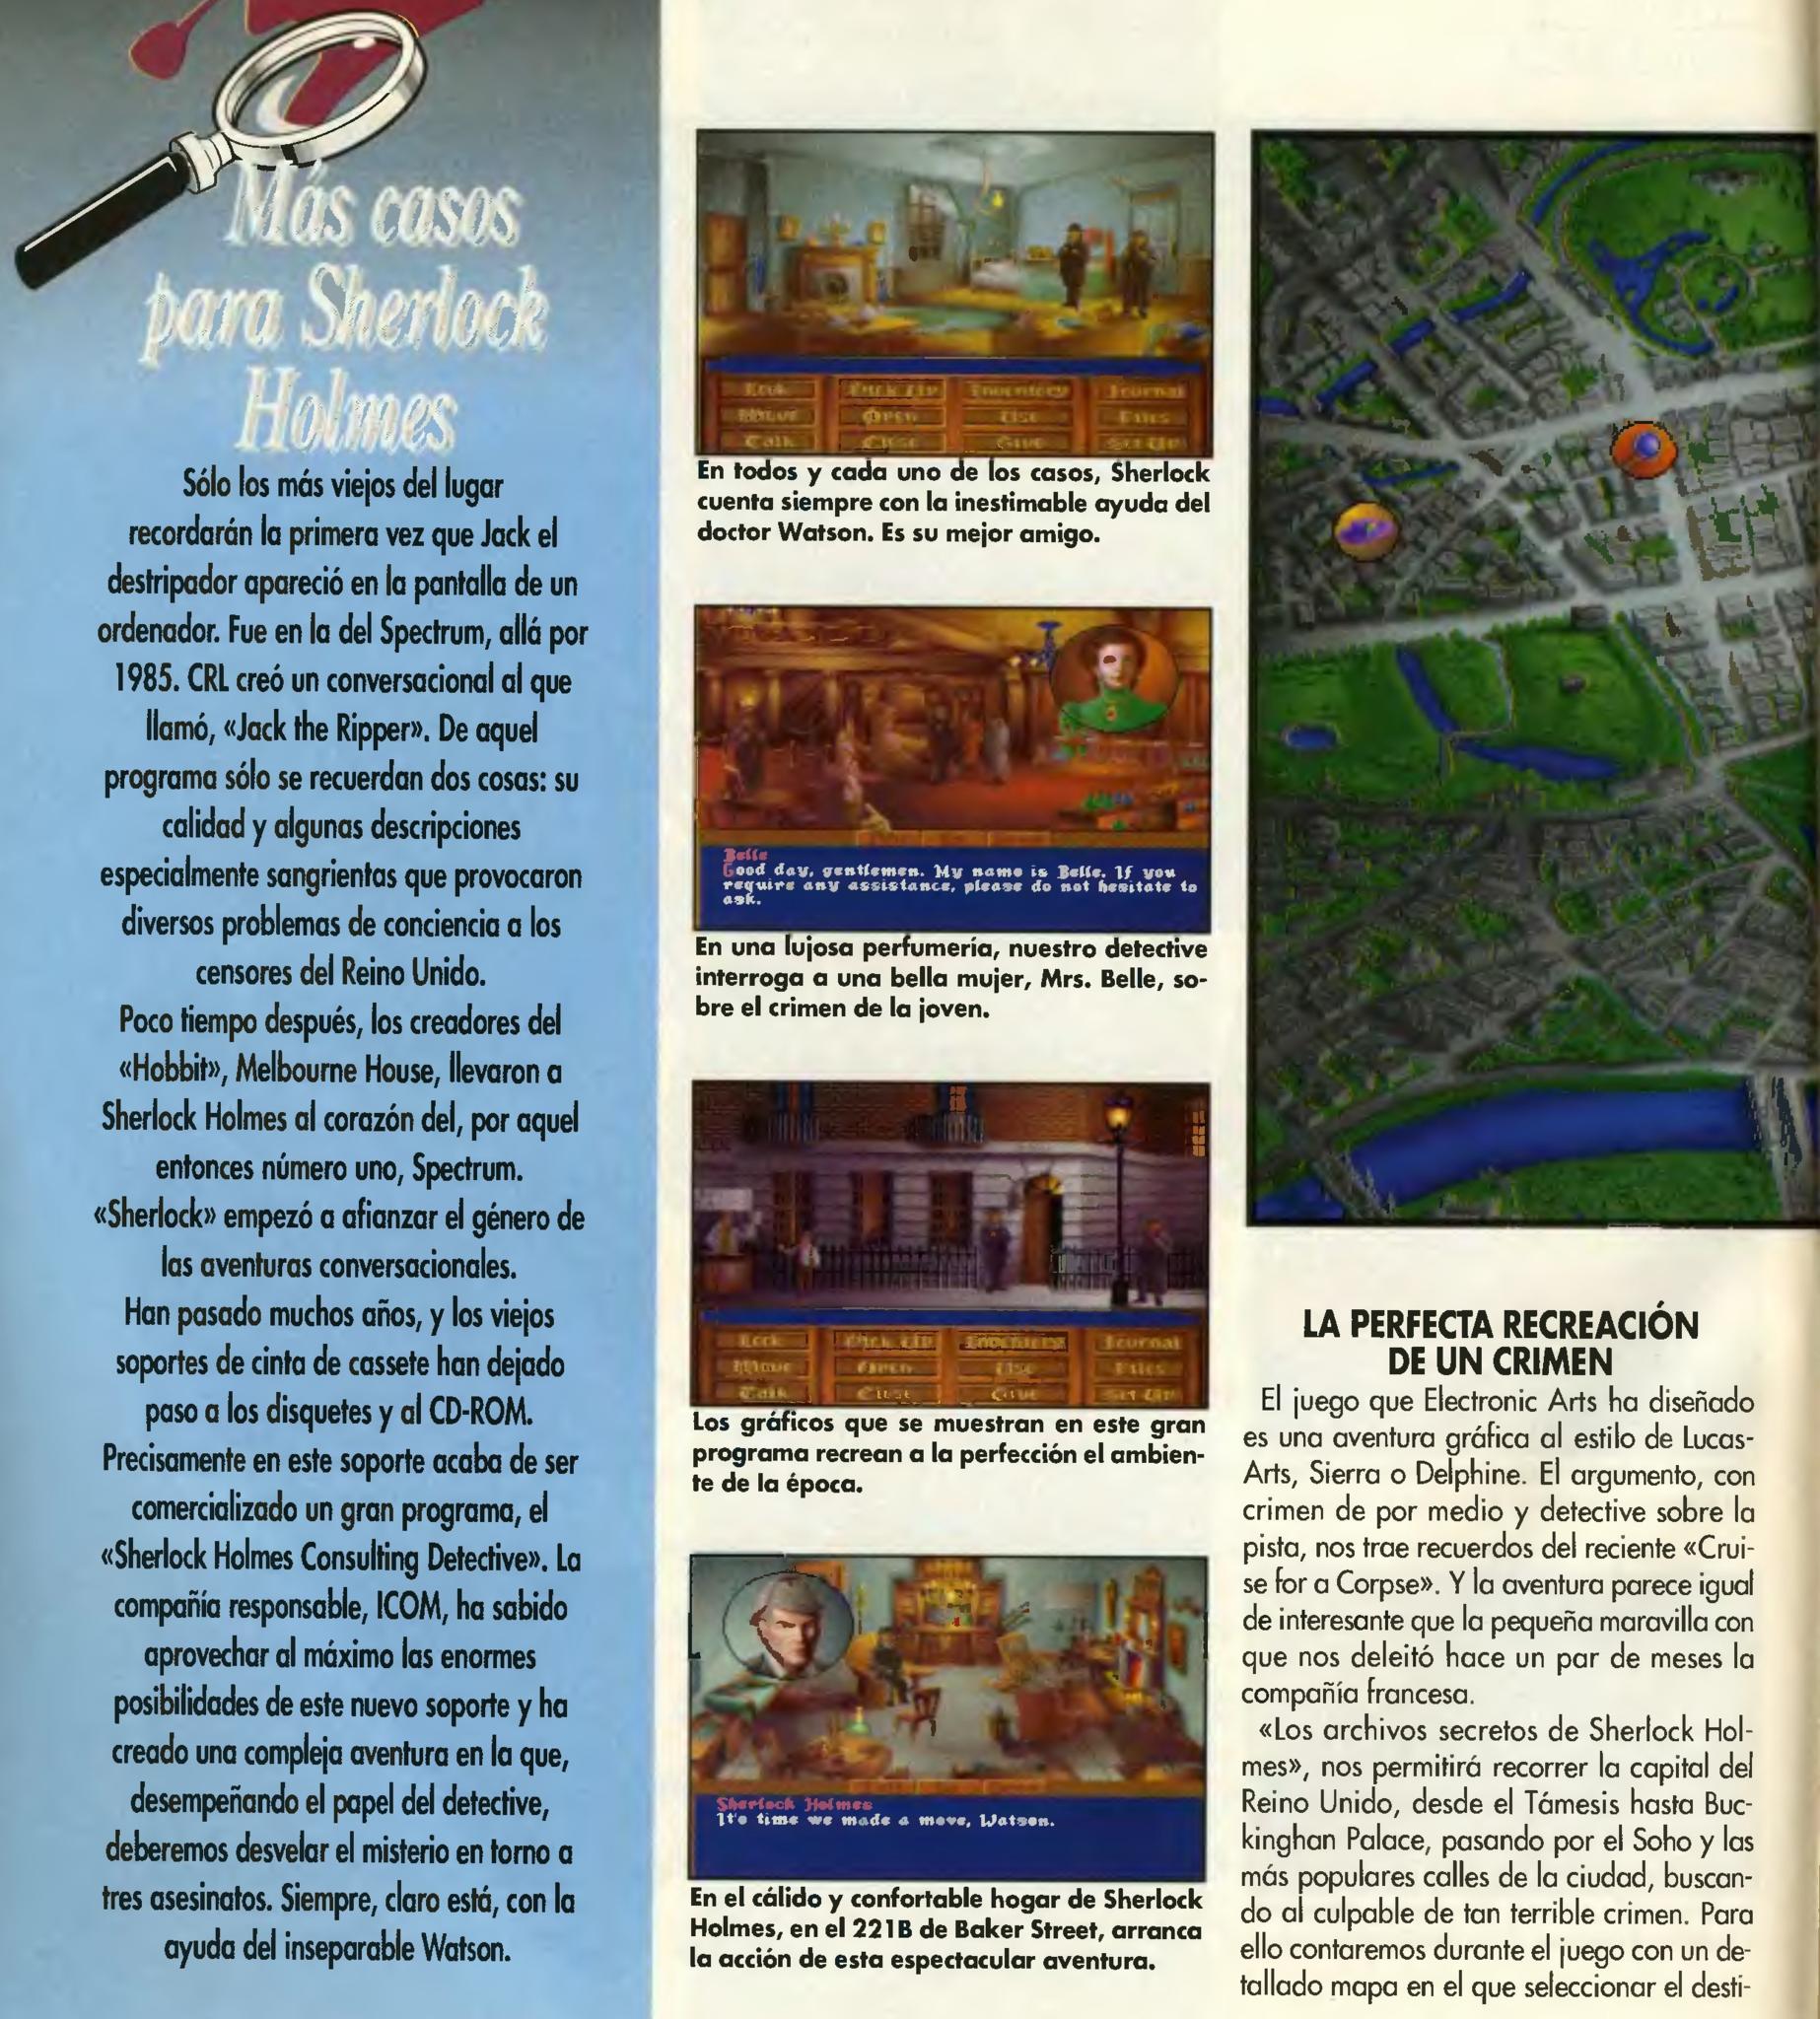 Más casos
para Sherlock
Holmes
Sólo los más viejos del lugar
recordarán la primera vez que Jack el
destripador apareció en la pantalla de un
ordenador. Fue en la del Spectrum, allá por
1985. CRL creó un conversacional al que
llamó, «Jack the Ripper». De aquel
programa sólo se recuerdan dos cosas: su
calidad y algunas descripciones
especialmente sangrientas que provocaron
diversos problemas de conciencia a los
censores del Reino Unido.
Poco tiempo después, los creadores del
«Hobbit», Melbourne House, llevaron a
Sherlock Holmes al corazón del, por aquel
entonces número uno, Spectrum.
«Sherlock» empezó a afianzar el género de
las aventuras conversacionales.
Han pasado muchos años, y los viejos
soportes de cinta de cassete han dejado
paso a los disquetes y al CD-ROM.
Precisamente en este soporte acaba de ser
comercializado un gran programa, el
«Sherlock Holmes Consulting Detective». La
compañía responsable, ICOM, ha sabido
aprovechar al máximo las enormes
posibilidades de este nuevo soporte y ha
creado una compleja aventura en la que,
desempeñando el papel del detective,
deberemos desvelar el misterio en torno a
tres asesinatos. Siempre, claro está, con la
ayuda del inseparable Watson.
Look Pick Up Inventory Journal
Move Open Use Files
Talk Close Give Set Up
En todos y cada uno de los casos, Sherlock
cuenta siempre con la inestimable ayuda del
doctor Watson. Es su mejor amigo.
Belle
Good day, gentlemen. My name is Belle. If you
require any assistance, please do not hesitate to
ask.
En una lujosa perfumería, nuestro detective
interroga a una bella mujer, Mrs. Belle, so-
bre el crimen de la joven.
Look Pick Up Inventory Journal
Move Open Use Files
Talk Close Give Set Up
Los gráficos que se muestran en este gran
programa recrean a la perfección el ambien-
te de la época.
Sherlock Holmes
It's time we made a move, Watson.
En el cálido y confortable hogar de Sherlock
Holmes, en el 221B de Baker Street, arranca
la acción de esta espectacular aventura.
LA PERFECTA RECREACIÓN
DE UN CRIMEN
El juego que Electronic Arts ha diseñado
es una aventura gráfica al estilo de Lucas-
Arts, Sierra o Delphine. El argumento, con
crimen de por medio y detective sobre la
pista, nos trae recuerdos del reciente «Crui-
se for a Corpse». Y la aventura parece igual
de interesante que la pequeña maravilla con
que nos deleitó hace un par de meses la
compañía francesa.
«Los archivos secretos de Sherlock Hol-
mes», nos permitirá recorrer la capital del
Reino Unido, desde el Támesis hasta Buc-
kinghan Palace, pasando por el Soho y las
más populares calles de la ciudad, buscan-
do al culpable de tan terrible crimen. Para
ello contaremos durante el juego con un de-
tallado mapa en el que seleccionar el desti-